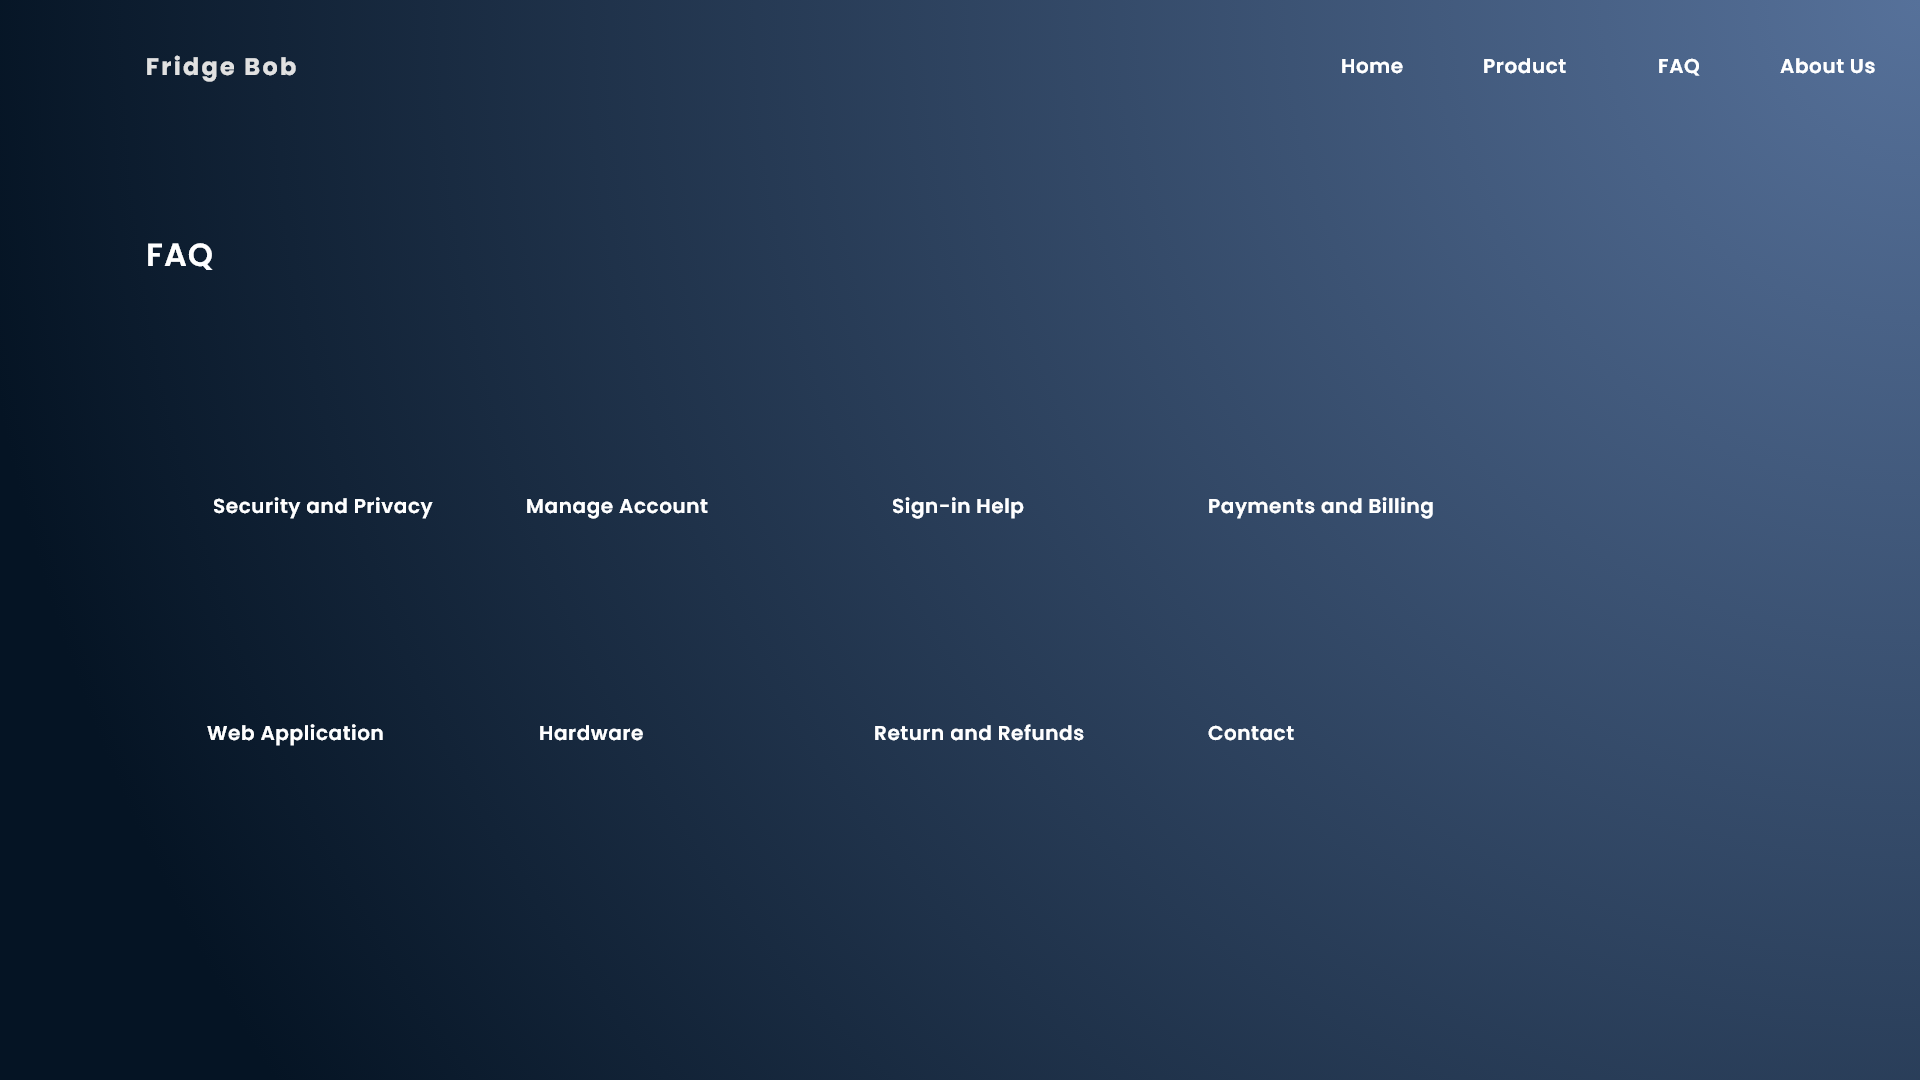 Fridge Bob
Home Product FAQ About Us
FAQ
Security and Privacy Manage Account Sign-in Help Payments and Billing
Web Application Hardware Return and Refunds Contact